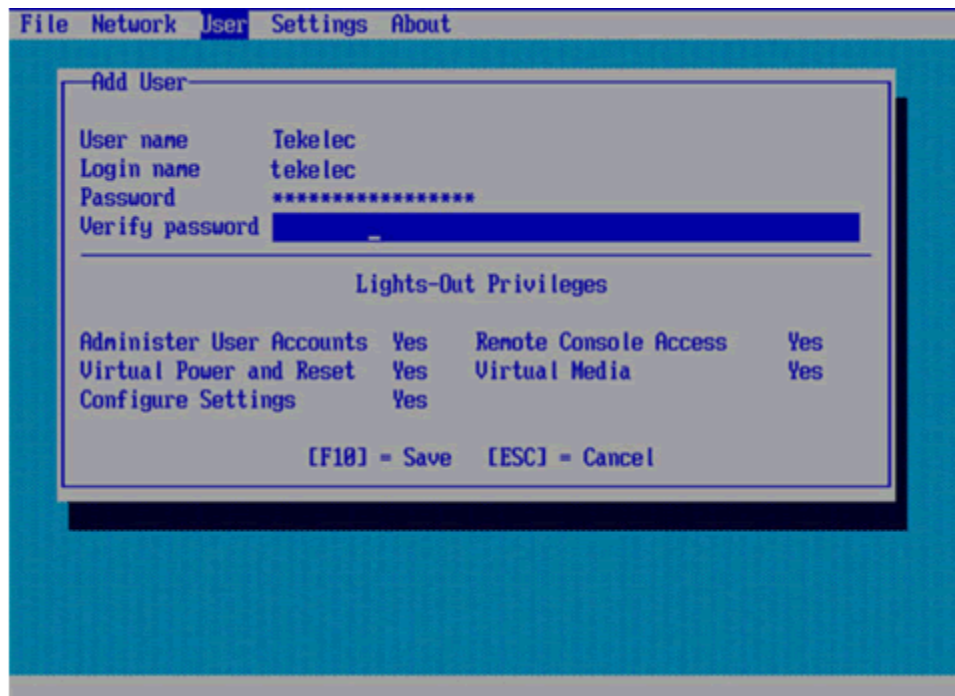 File Network User Settings About
Add User
User name Tekelec
Login name tekelec
Password *****************
Verify password _
Lights-Out Privileges
Administer User Accounts Yes Remote Console Access Yes
Virtual Power and Reset Yes Virtual Media Yes
Configure Settings Yes
[F10] = Save [ESC] = Cancel